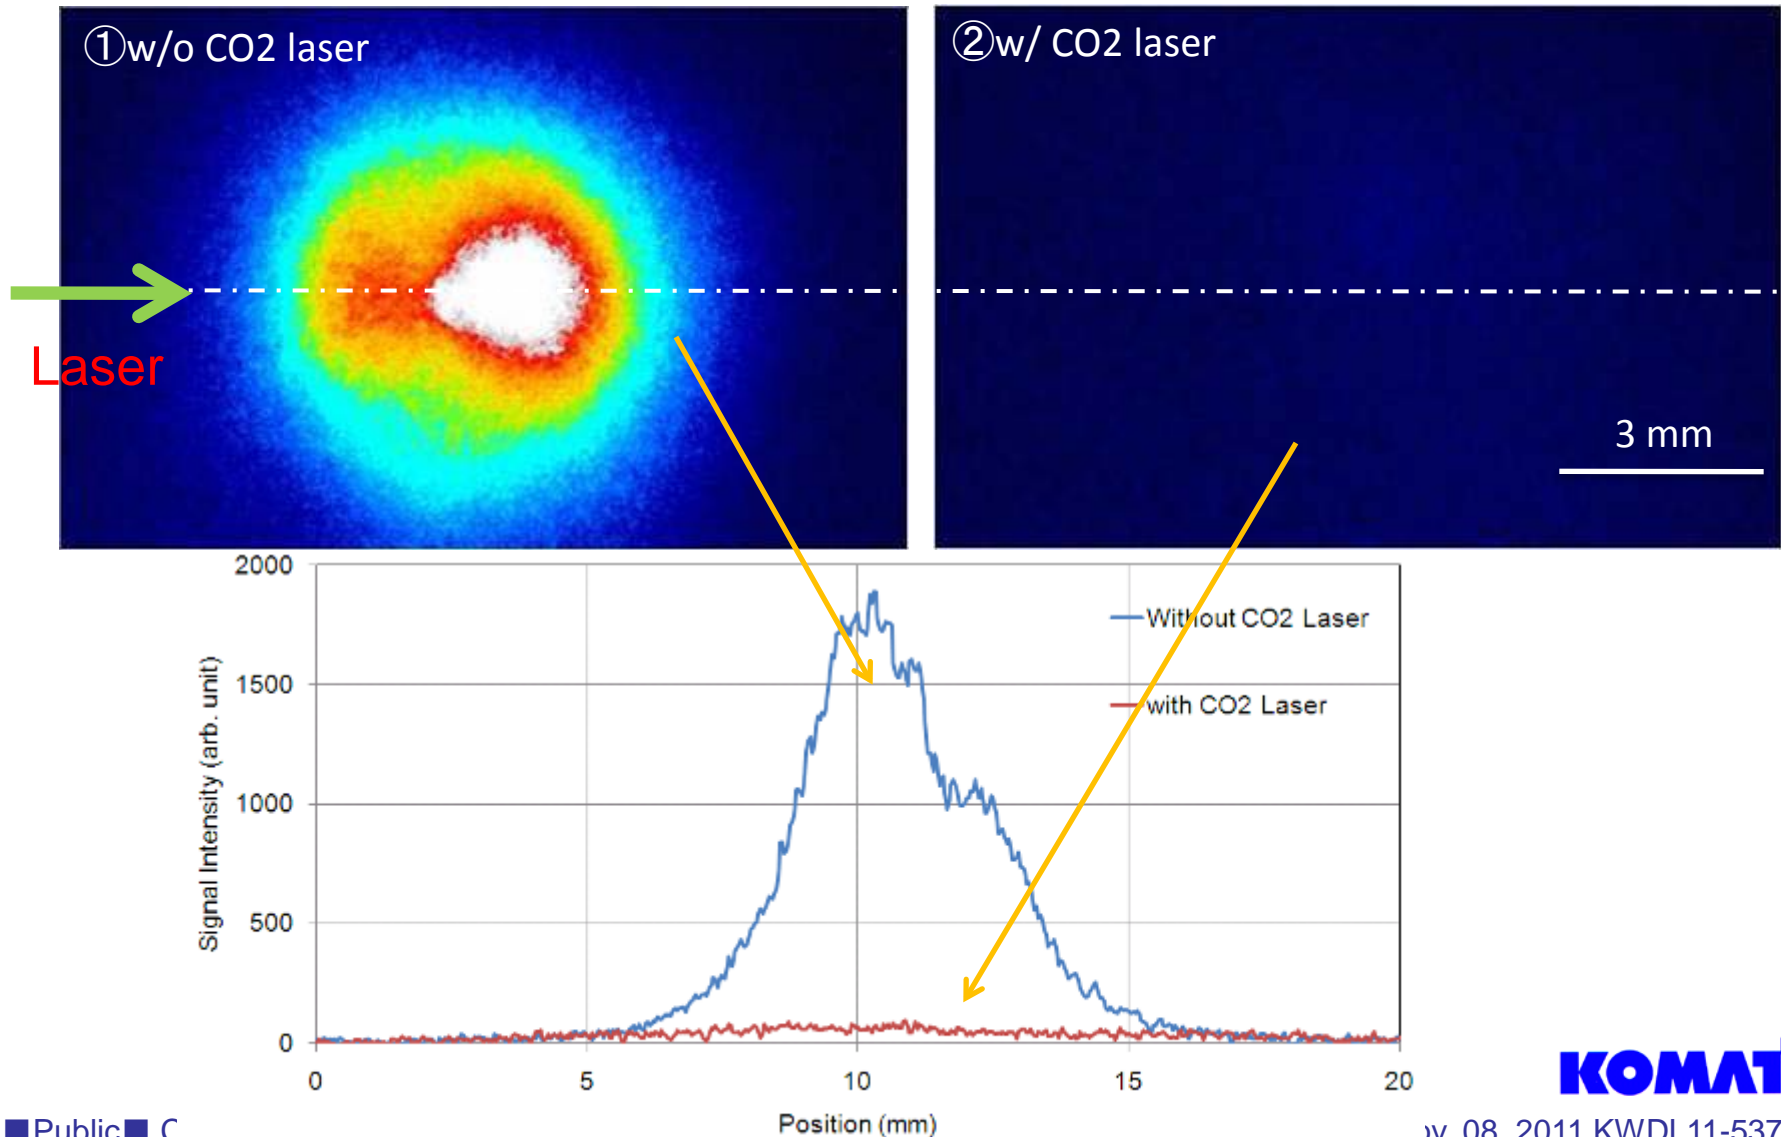 ①w/o CO2 laser
②w/ CO2 laser
Laser
3 mm
2000
1500
1000
500
0
Signal Intensity (arb. unit)
Without CO2 Laser
with CO2 Laser
0 5 10 15 20
Position (mm)
KOMAT
■Public■
08, 2011 KWDI 11-537